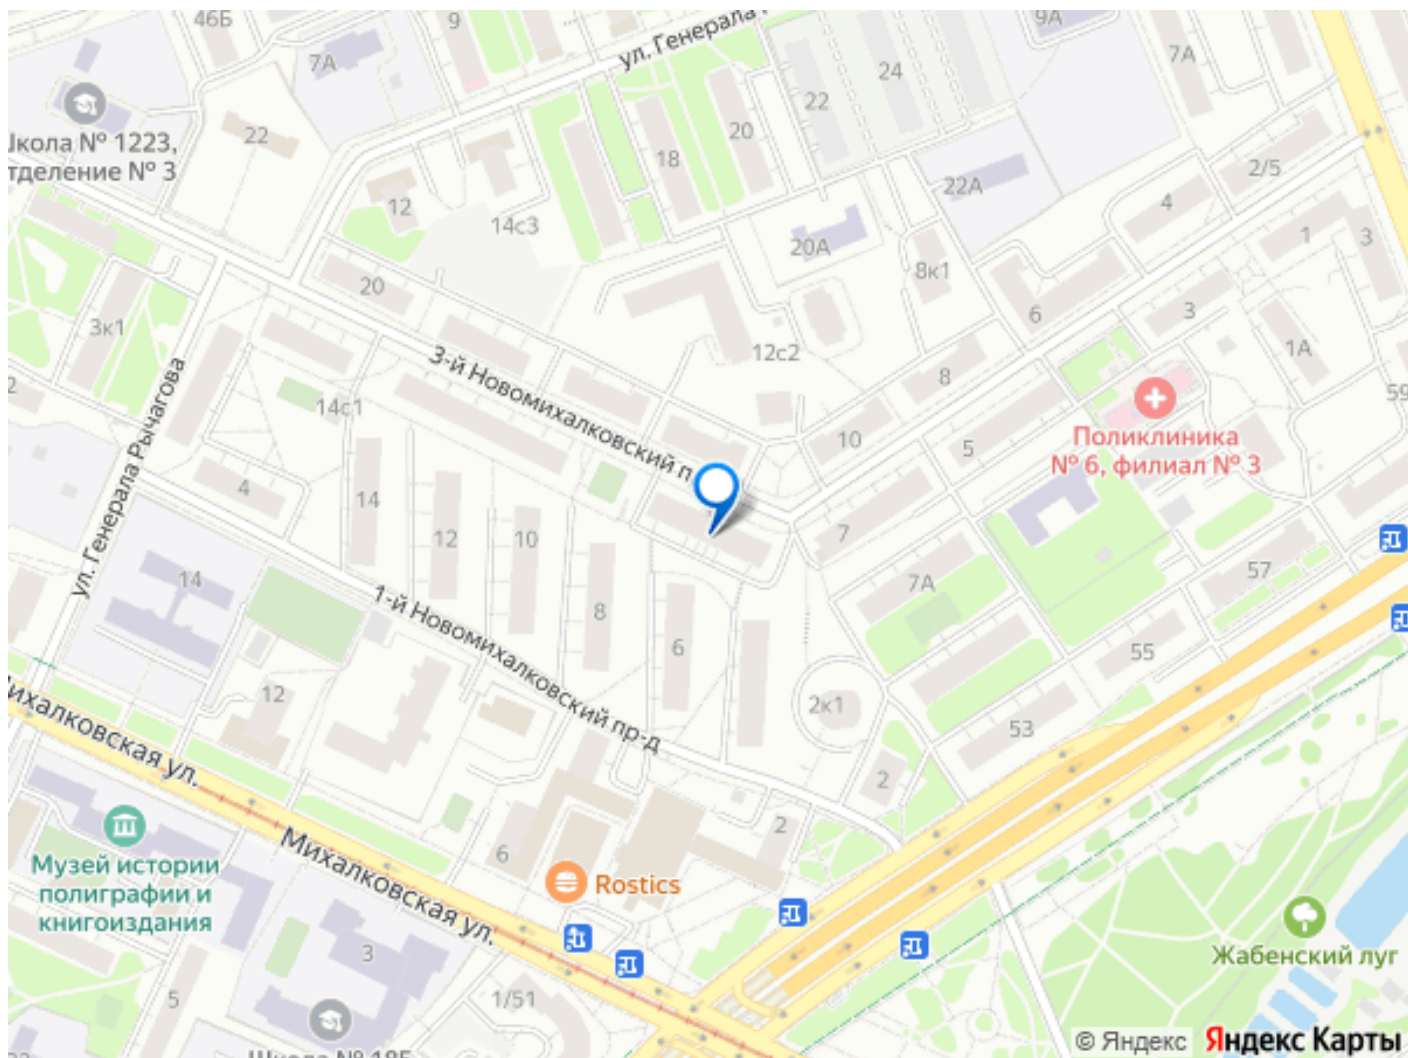 46Б
9
ул. Генерала
9А
7А
7А
24
22
20
22
Школа № 1223,
отделение № 3
18
2/5
22А
12
4
14с3
20А
1
3
8к1
20
3
6
3к1
12с2
1А
3-й Новомихалковский п
8
59
14с1
10
5
Поликлиника
№ 6, филиал № 3
ул. Генерала Рычагова
4
14
12
10
7
14
57
7А
8
1-й Новомихалковский пр-д
6
55
12
2к1
53
Михалковская ул.
2
2
6
Музей истории
полиграфии и
книгоиздания
Rostics
Михалковская ул.
3
Жабенский луг
5
1/51
Школа № 185
© Яндекс Яндекс Карты